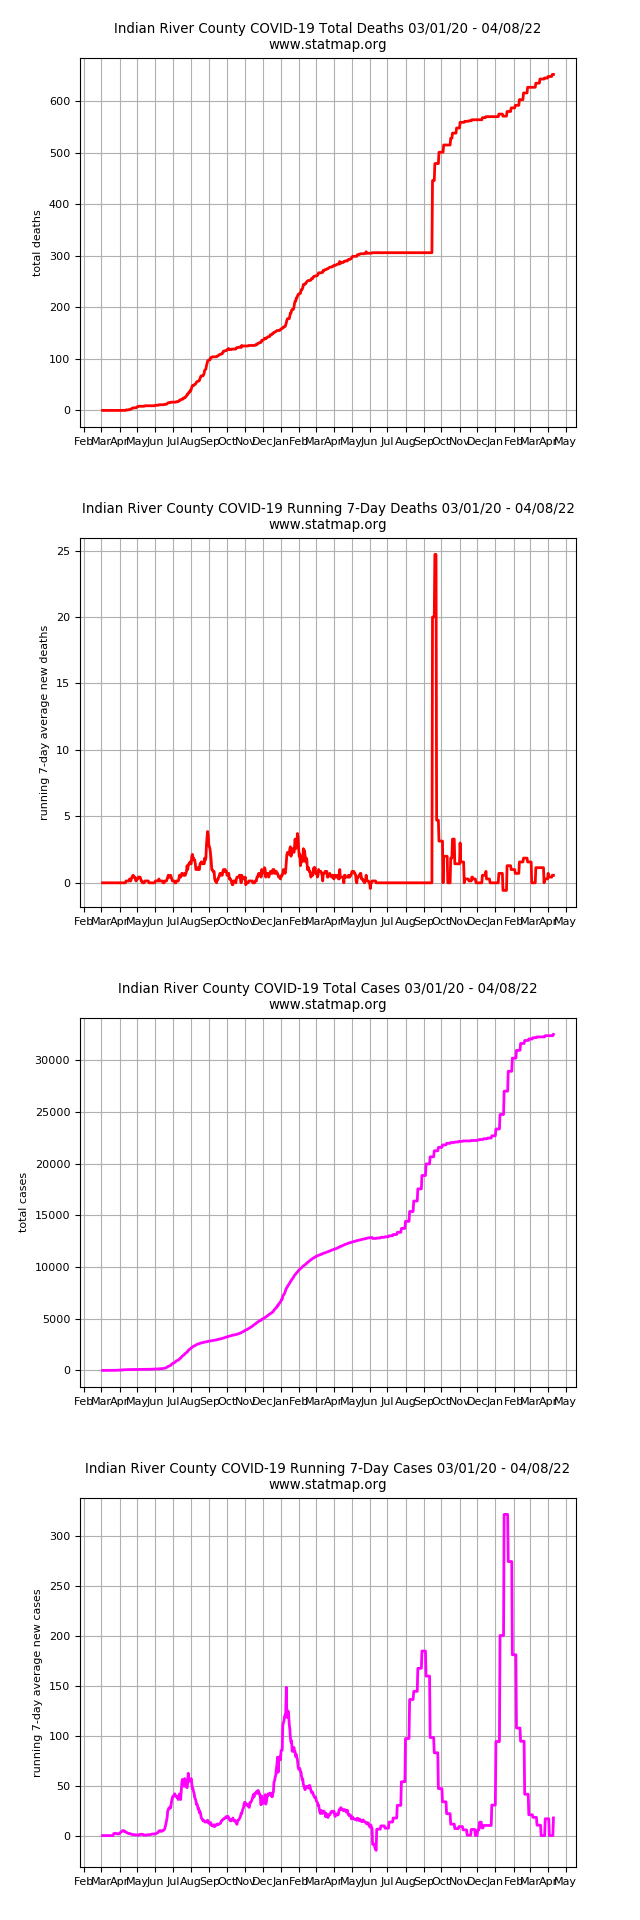 Indian River County COVID-19 Total Deaths 03/01/20 - 04/08/22
www.statmap.org
total deaths
600
500
400
300
200
100
0
Feb Mar Apr May Jun Jul Aug Sep Oct Nov Dec Jan Feb Mar Apr May Jun Jul Aug Sep Oct Nov Dec Jan Feb Mar Apr May
Indian River County COVID-19 Running 7-Day Deaths 03/01/20 - 04/08/22
www.statmap.org
running 7-day average new deaths
25
20
15
10
5
0
Feb Mar Apr May Jun Jul Aug Sep Oct Nov Dec Jan Feb Mar Apr May Jun Jul Aug Sep Oct Nov Dec Jan Feb Mar Apr May
Indian River County COVID-19 Total Cases 03/01/20 - 04/08/22
www.statmap.org
total cases
30000
25000
20000
15000
10000
5000
0
Feb Mar Apr May Jun Jul Aug Sep Oct Nov Dec Jan Feb Mar Apr May Jun Jul Aug Sep Oct Nov Dec Jan Feb Mar Apr May
Indian River County COVID-19 Running 7-Day Cases 03/01/20 - 04/08/22
www.statmap.org
running 7-day average new cases
300
250
200
150
100
50
0
Feb Mar Apr May Jun Jul Aug Sep Oct Nov Dec Jan Feb Mar Apr May Jun Jul Aug Sep Oct Nov Dec Jan Feb Mar Apr May